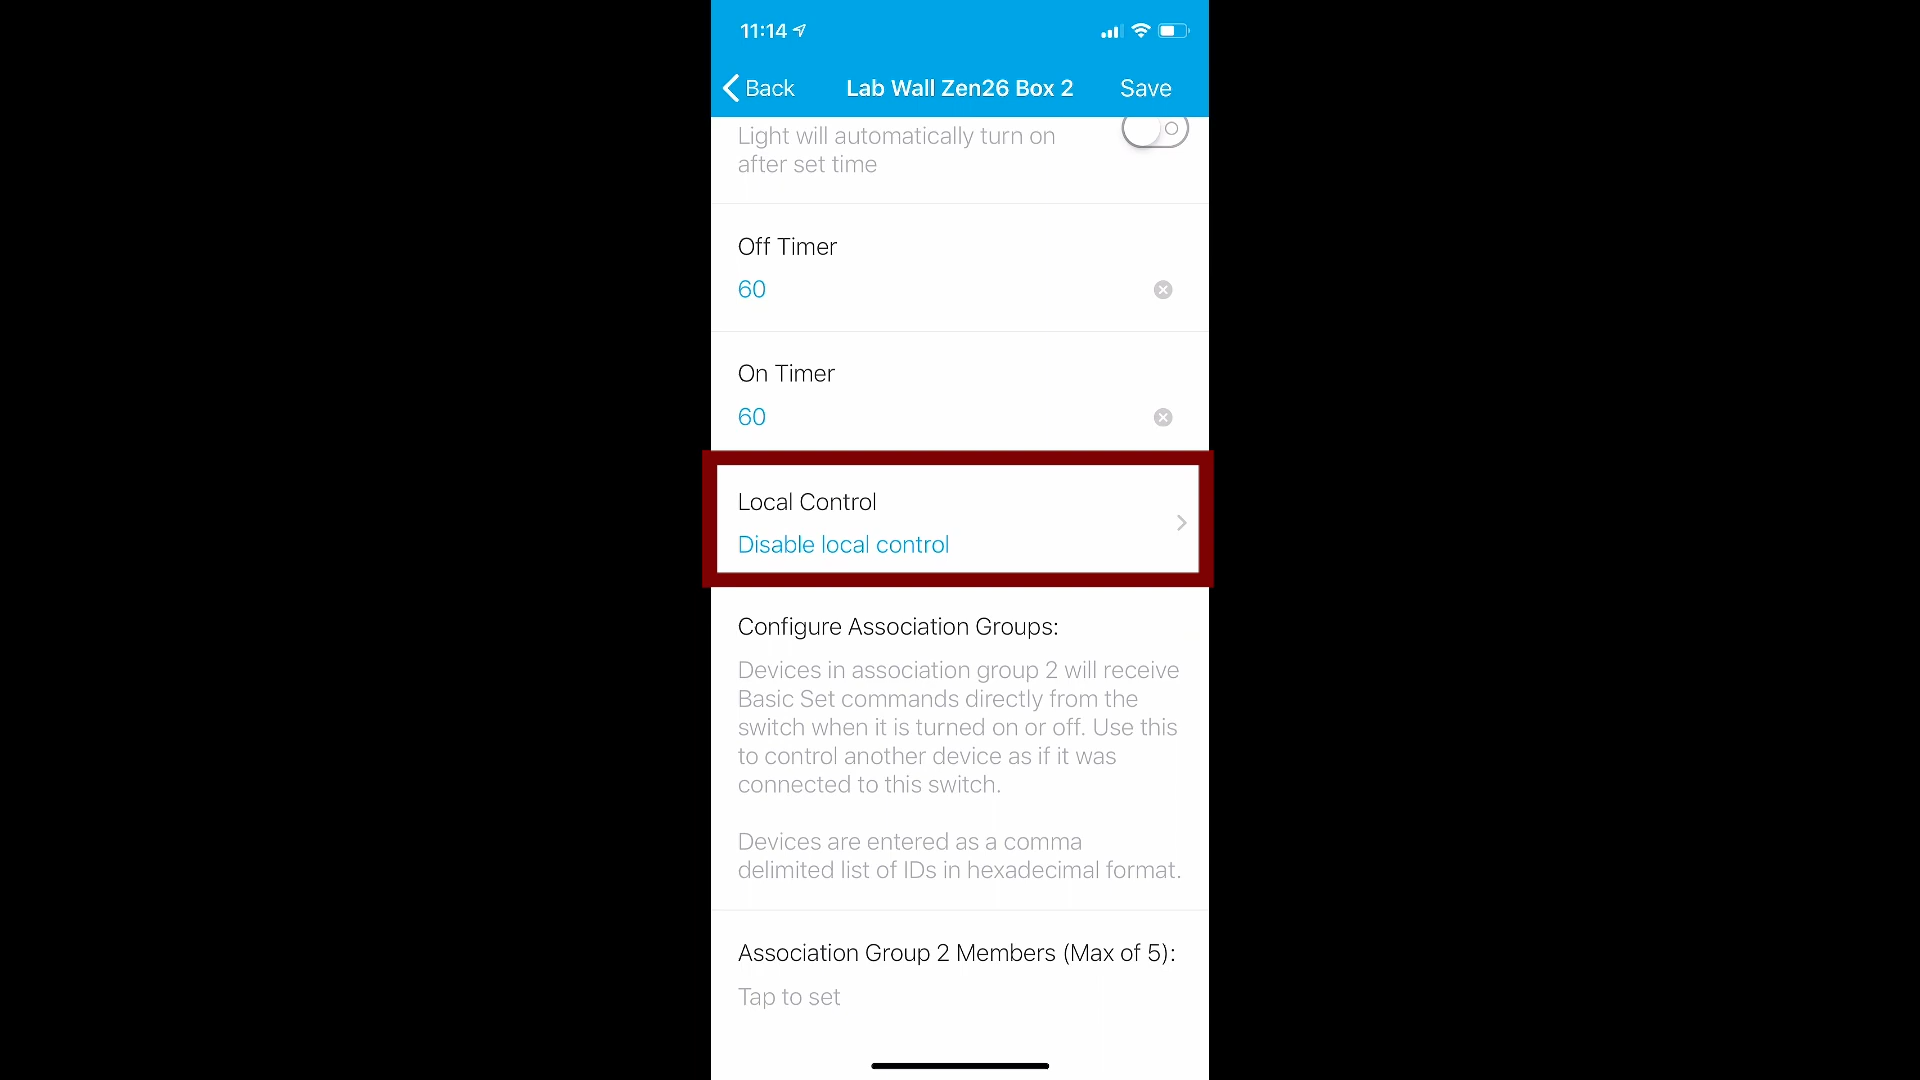 11:14
Back
Lab Wall Zen26 Box 2
Save
Light will automatically turn on
after set time
Off Timer
60
On Timer
60
Local Control
Disable local control
Configure Association Groups:
Devices in association group 2 will receive
Basic Set commands directly from the
switch when it is turned on or off. Use this
to control another device as if it was
connected to this switch.
Devices are entered as a comma
delimited list of IDs in hexadecimal format.
Association Group 2 Members (Max of 5):
Tap to set